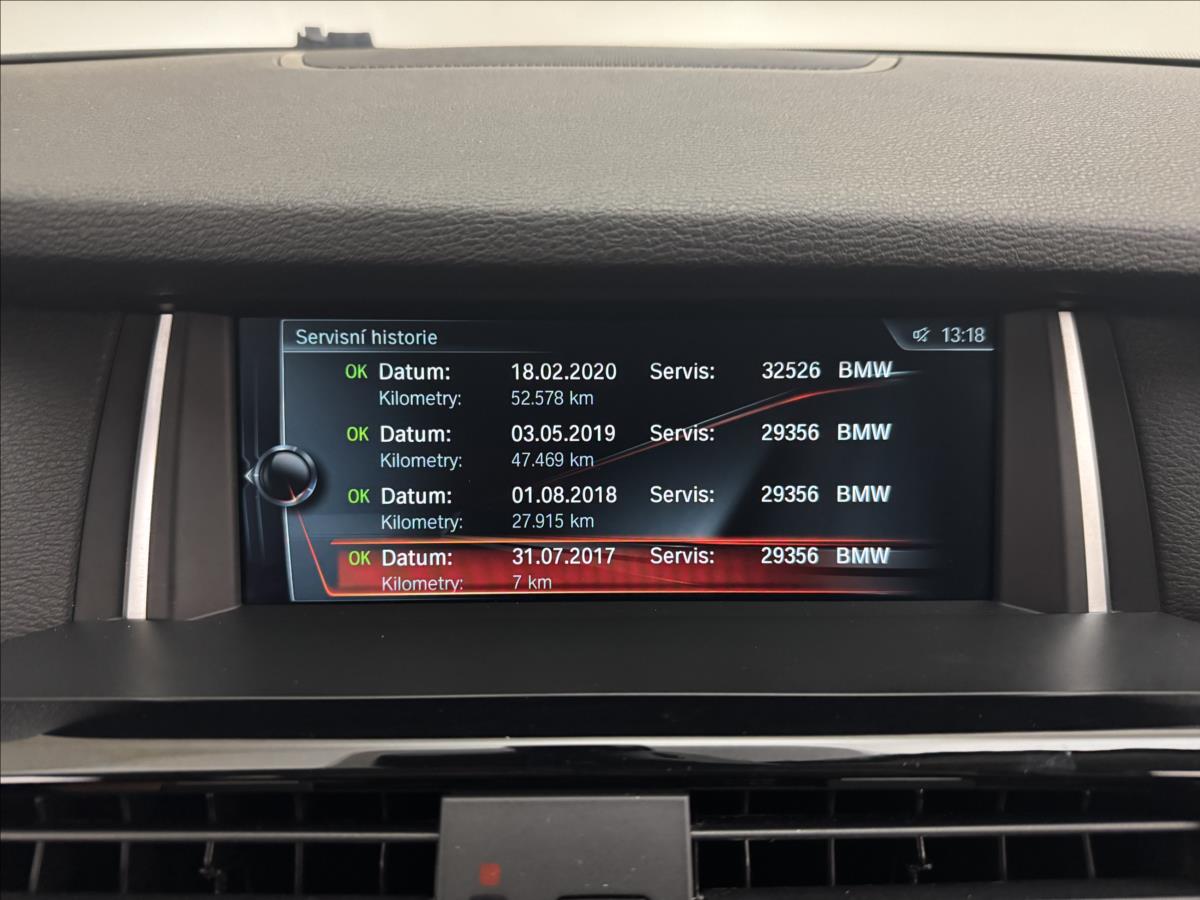 Servisní historie 13:18
OK Datum: 18.02.2020 Servis: 32526 BMW
Kilometry: 52.578 km
OK Datum: 03.05.2019 Servis: 29356 BMW
Kilometry: 47.469 km
OK Datum: 01.08.2018 Servis: 29356 BMW
Kilometry: 27.915 km
OK Datum: 31.07.2017 Servis: 29356 BMW
Kilometry: 7 km